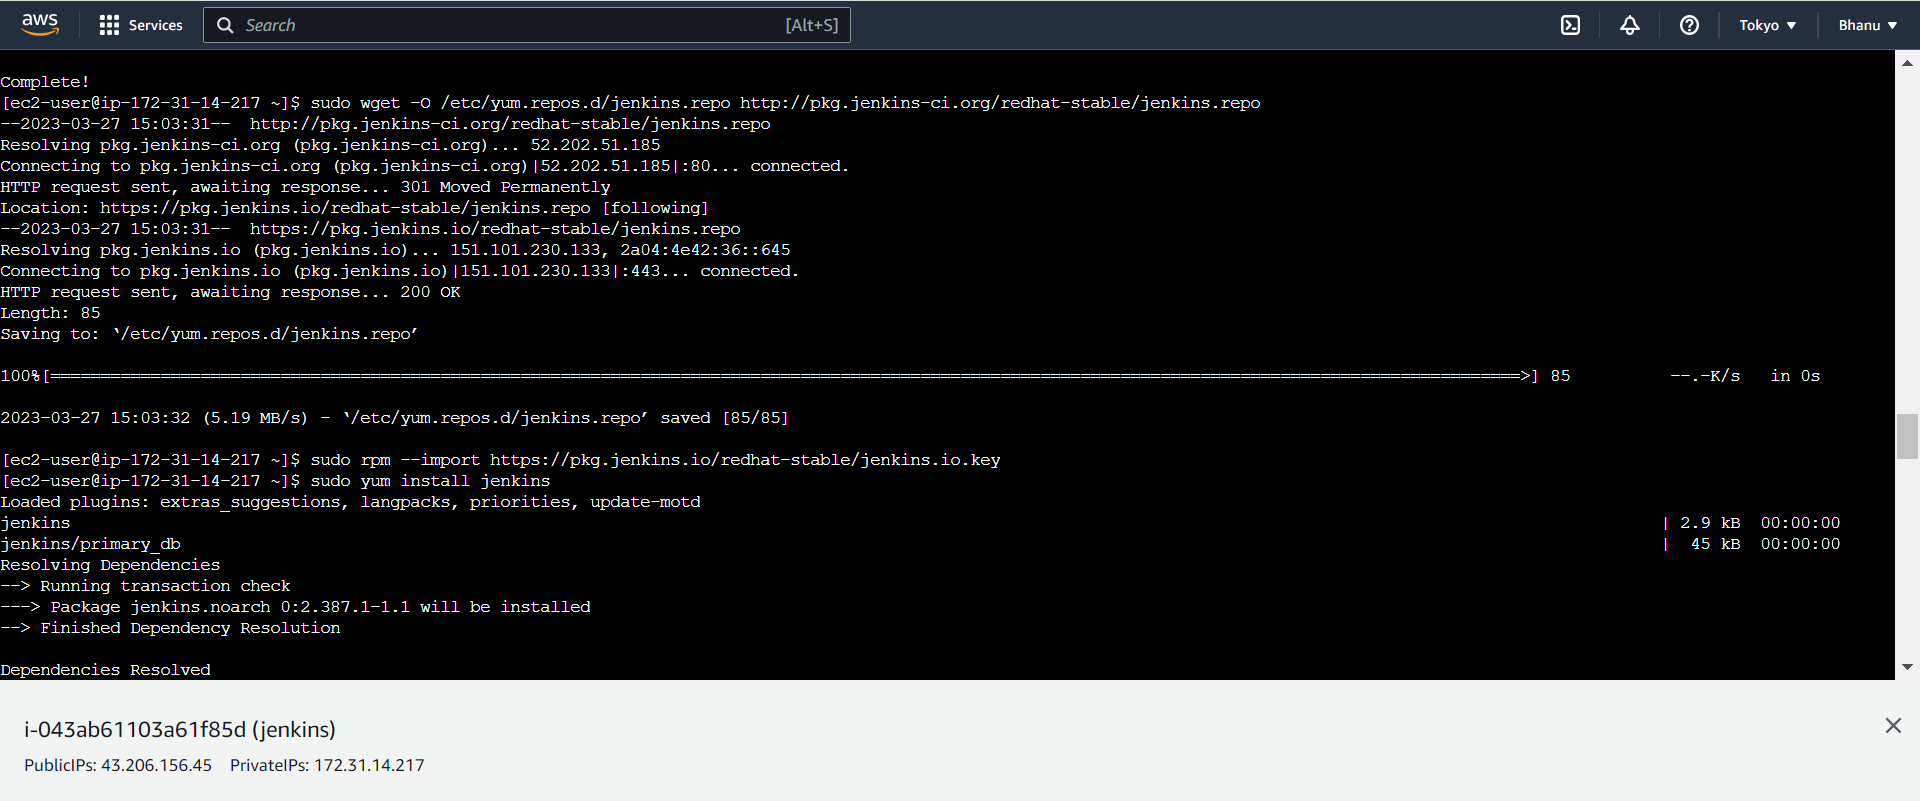 aws Services Search [Alt+S] Tokyo ▼ Bhanu ▼
Complete!
[ec2-user@ip-172-31-14-217 ~]$ sudo wget -O /etc/yum.repos.d/jenkins.repo http://pkg.jenkins-ci.org/redhat-stable/jenkins.repo
--2023-03-27 15:03:31--  http://pkg.jenkins-ci.org/redhat-stable/jenkins.repo
Resolving pkg.jenkins-ci.org (pkg.jenkins-ci.org)... 52.202.51.185
Connecting to pkg.jenkins-ci.org (pkg.jenkins-ci.org)|52.202.51.185|:80... connected.
HTTP request sent, awaiting response... 301 Moved Permanently
Location: https://pkg.jenkins.io/redhat-stable/jenkins.repo [following]
--2023-03-27 15:03:31--  https://pkg.jenkins.io/redhat-stable/jenkins.repo
Resolving pkg.jenkins.io (pkg.jenkins.io)... 151.101.230.133, 2a04:4e42:36::645
Connecting to pkg.jenkins.io (pkg.jenkins.io)|151.101.230.133|:443... connected.
HTTP request sent, awaiting response... 200 OK
Length: 85
Saving to: ‘/etc/yum.repos.d/jenkins.repo’
100%[===================================================================================================================================================>] 85          --.-K/s   in 0s
2023-03-27 15:03:32 (5.19 MB/s) - ‘/etc/yum.repos.d/jenkins.repo’ saved [85/85]
[ec2-user@ip-172-31-14-217 ~]$ sudo rpm --import https://pkg.jenkins.io/redhat-stable/jenkins.io.key
[ec2-user@ip-172-31-14-217 ~]$ sudo yum install jenkins
Loaded plugins: extras_suggestions, langpacks, priorities, update-motd
jenkins | 2.9 kB  00:00:00
jenkins/primary_db |  45 kB  00:00:00
Resolving Dependencies
--> Running transaction check
---> Package jenkins.noarch 0:2.387.1-1.1 will be installed
--> Finished Dependency Resolution
Dependencies Resolved
i-043ab61103a61f85d (jenkins)
PublicIPs: 43.206.156.45 PrivateIPs: 172.31.14.217